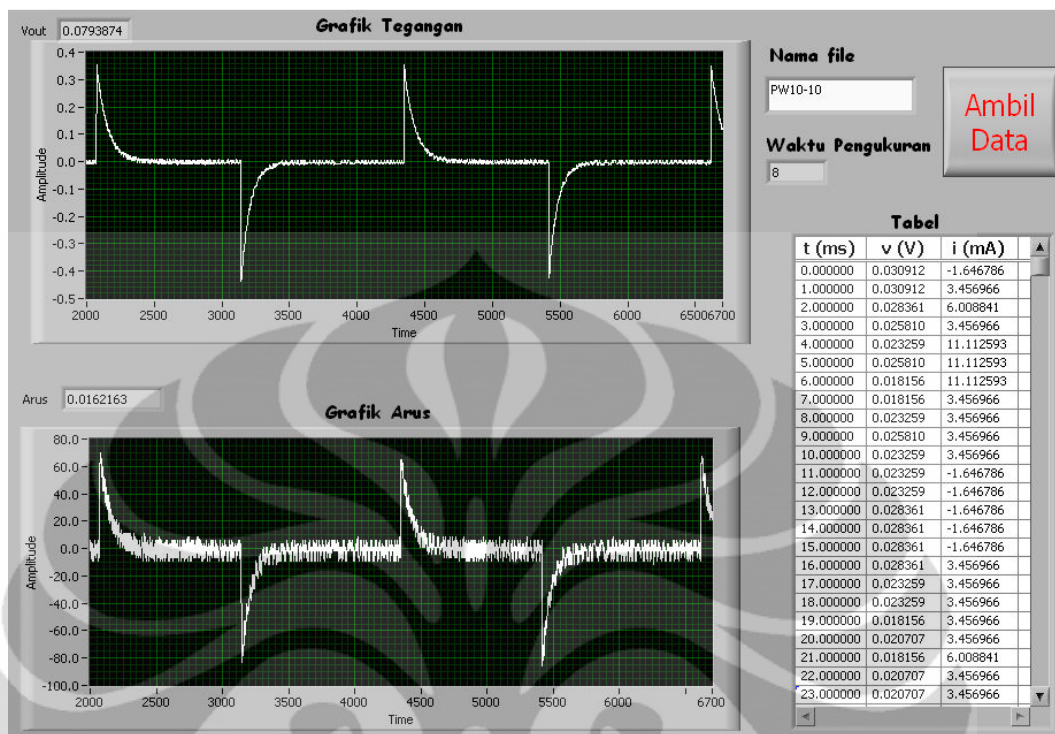 Vout 0.0793874
Grafik Tegangan
Amplitude
0.4
0.3
0.2
0.1
0.0
-0.1
-0.2
-0.3
-0.4
-0.5
2000 2500 3000 3500 4000 4500 5000 5500 6000 6500 6700
Time
Nama file
PW10-10
Waktu Pengukuran
8
Ambil
Data
Arus 0.0162163
Grafik Arus
Amplitude
80.0
60.0
40.0
20.0
0.0
-20.0
-40.0
-60.0
-80.0
-100.0
2000 2500 3000 3500 4000 4500 5000 5500 6000 6700
Time
Tabel
t (ms) v (V) i (mA)
0.000000 0.030912 -1.646786
1.000000 0.030912 3.456966
2.000000 0.028361 6.008841
3.000000 0.025810 3.456966
4.000000 0.023259 11.112593
5.000000 0.025810 11.112593
6.000000 0.018156 11.112593
7.000000 0.018156 3.456966
8.000000 0.023259 3.456966
9.000000 0.025810 3.456966
10.000000 0.023259 3.456966
11.000000 0.023259 -1.646786
12.000000 0.023259 -1.646786
13.000000 0.028361 -1.646786
14.000000 0.028361 -1.646786
15.000000 0.028361 -1.646786
16.000000 0.028361 3.456966
17.000000 0.023259 3.456966
18.000000 0.023259 3.456966
19.000000 0.018156 3.456966
20.000000 0.020707 3.456966
21.000000 0.018156 6.008841
22.000000 0.020707 3.456966
23.000000 0.020707 3.456966